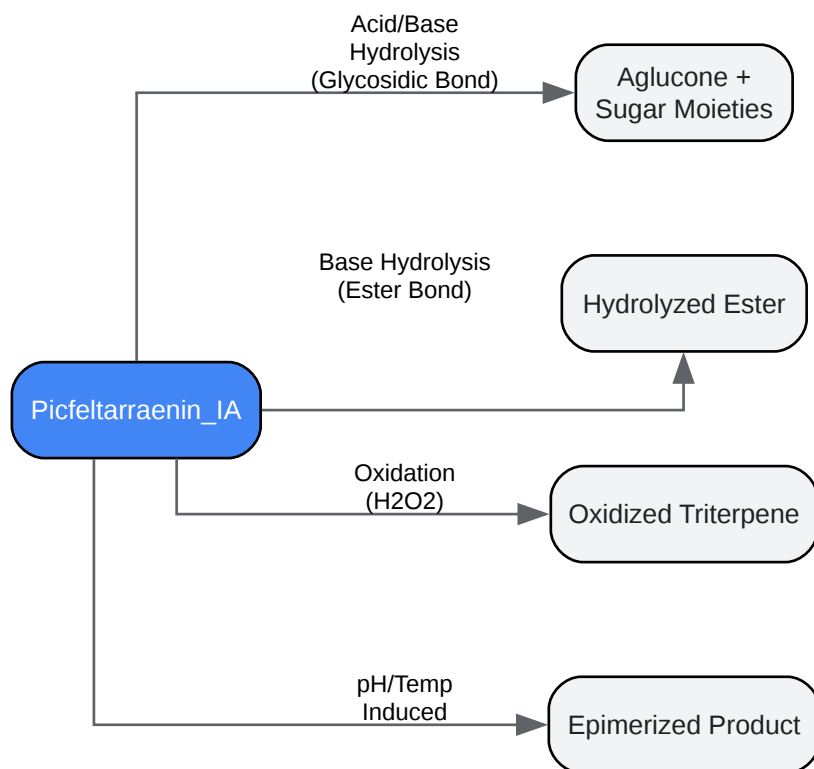 Acid/Base
Hydrolysis
(Glycosidic Bond)
Aglucone +
Sugar Moieties
Base Hydrolysis
(Ester Bond)
Hydrolyzed Ester
Picfeltarraenin_IA
Oxidation
(H2O2)
Oxidized Triterpene
pH/Temp
Induced
Epimerized Product